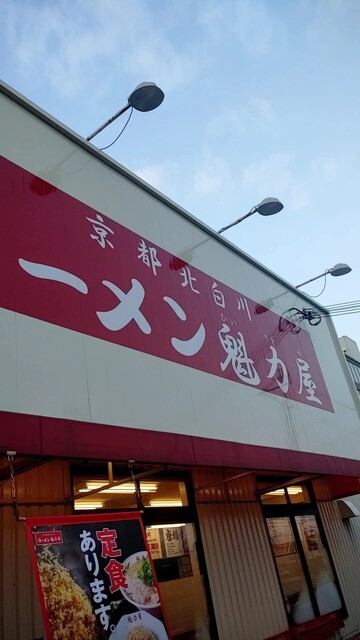 京都北白川
ーメン魁力屋
定食
あります。